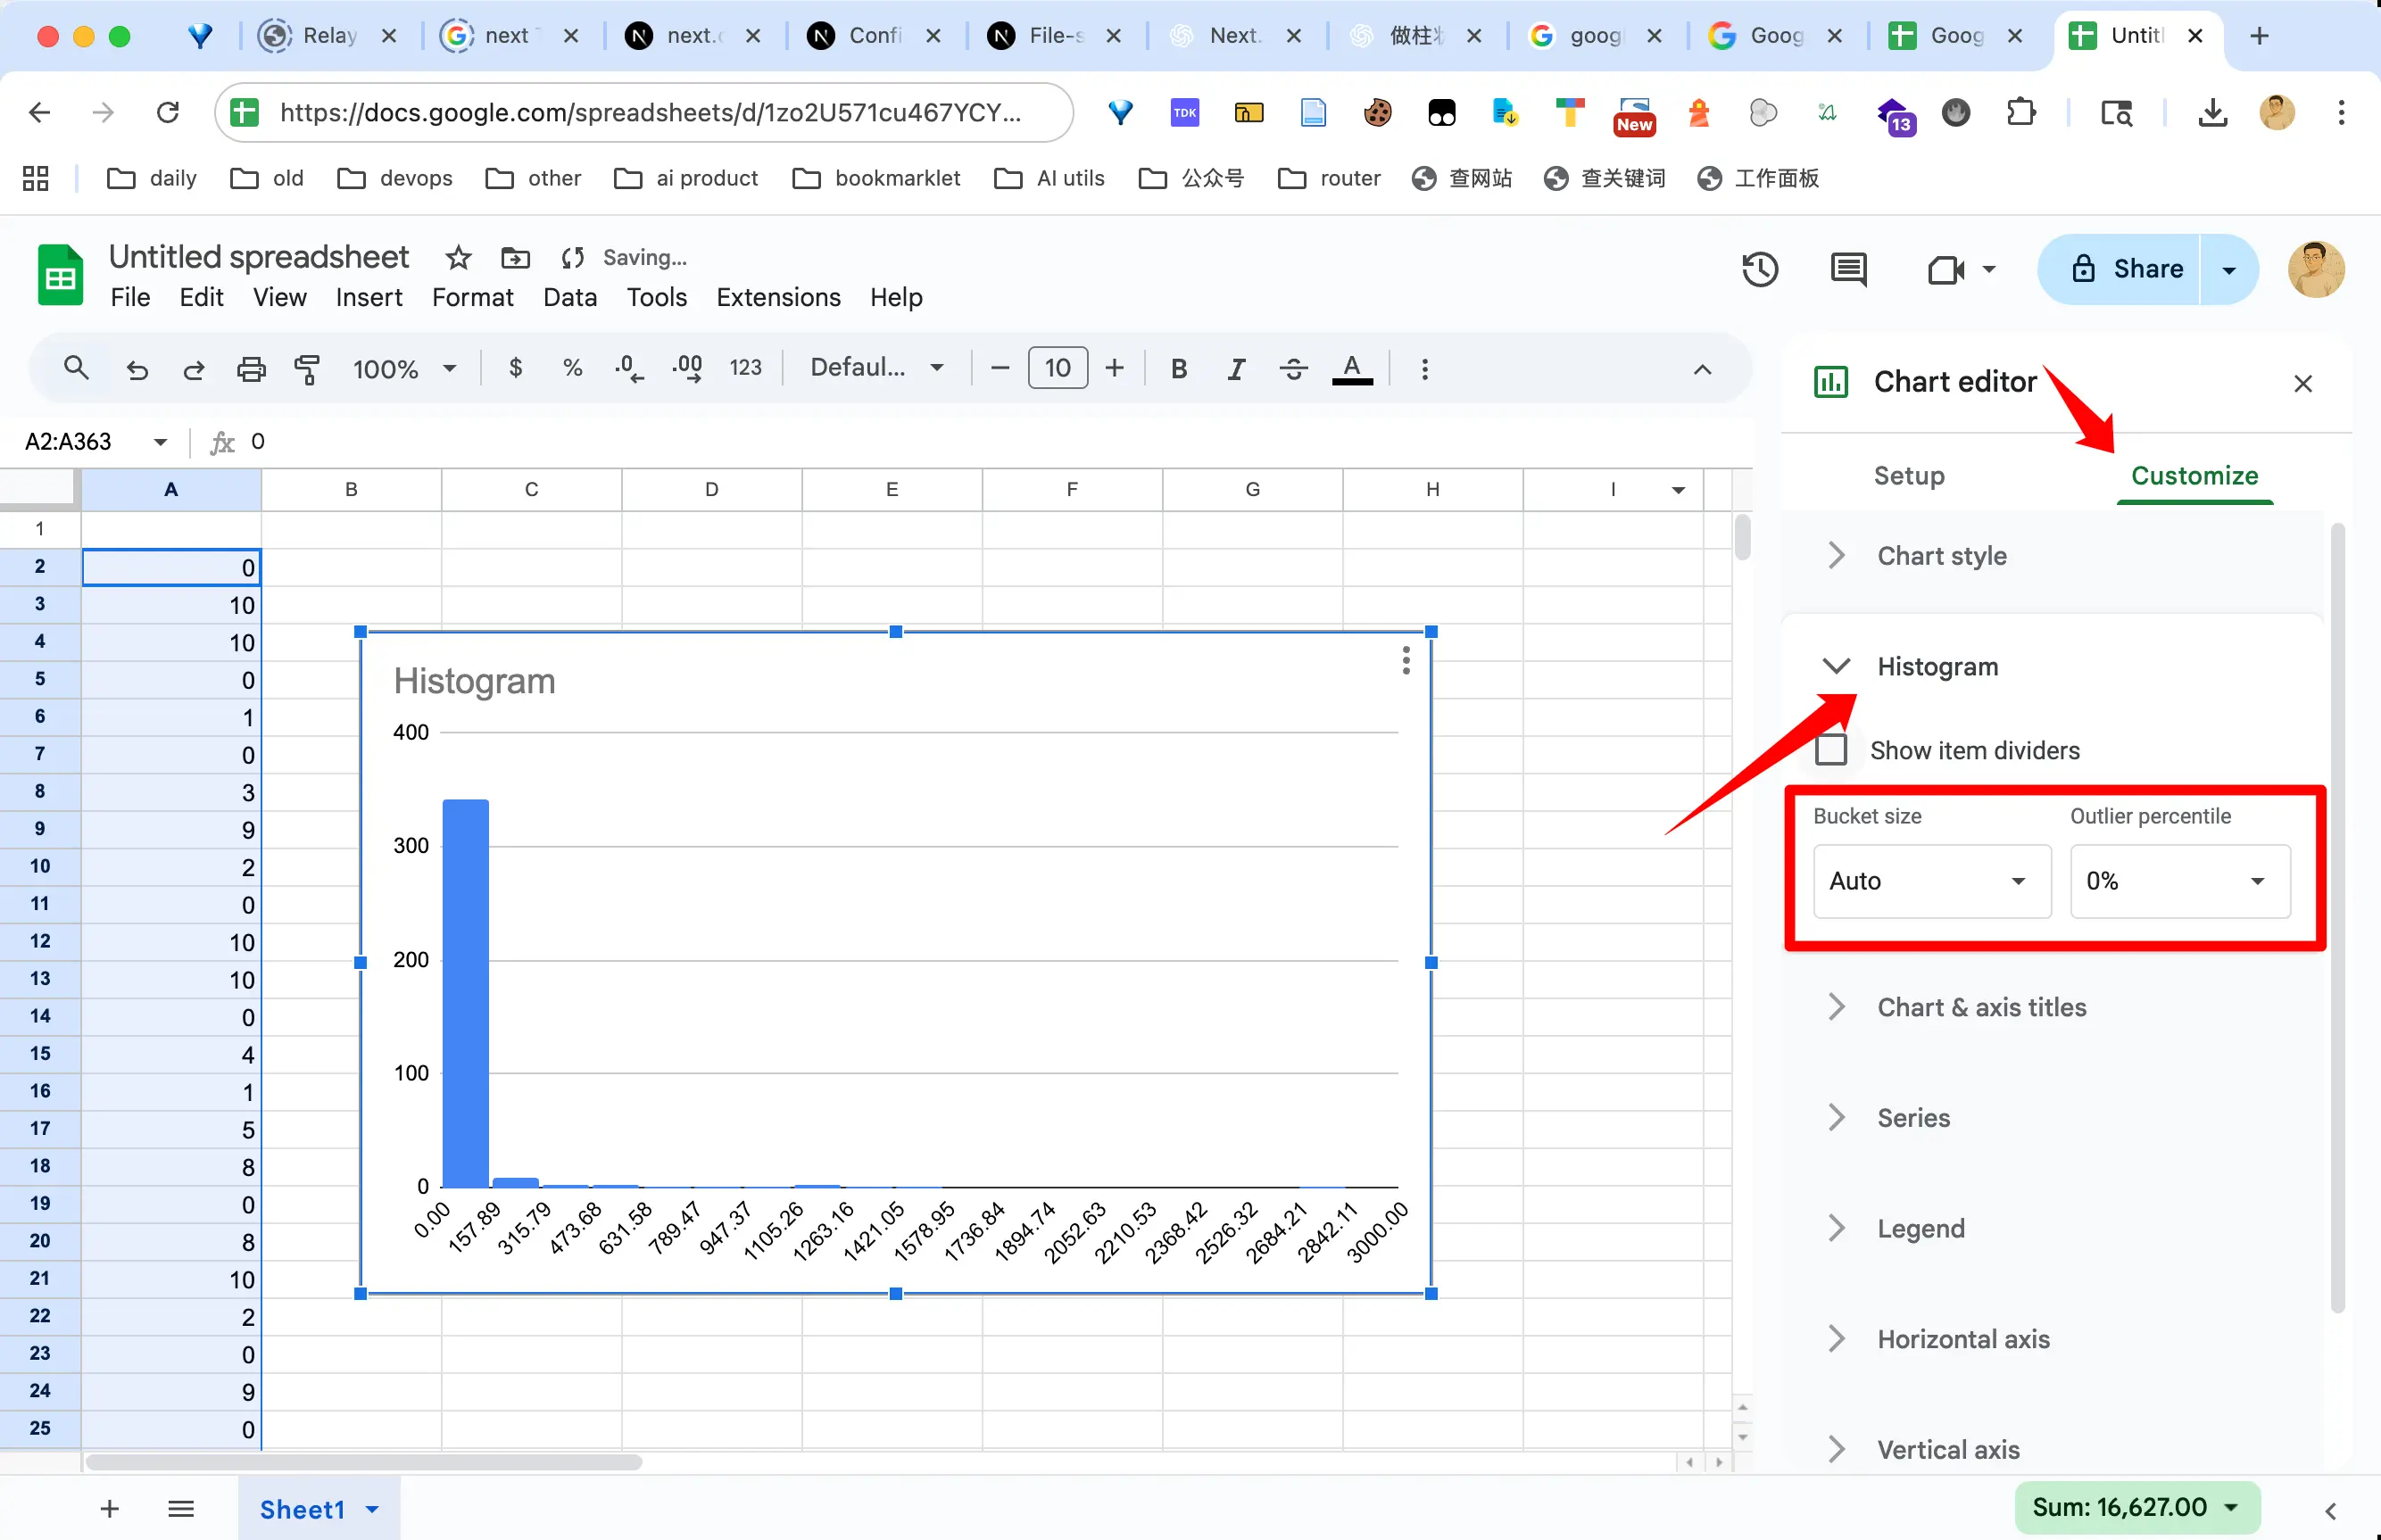 Relay
next T
next.c
Confi
File-s
Next.
做柱状
googl
Goog
Goog
Untitl
https://docs.google.com/spreadsheets/d/1zo2U571cu467YCY...
TDK
New
13
daily
old
devops
other
ai product
bookmarklet
AI utils
公众号
router
查网站
查关键词
工作面板
Untitled spreadsheet
Saving...
File
Edit
View
Insert
Format
Data
Tools
Extensions
Help
Share
100%
$
%
.0
.00
123
Defaul...
10
B
I
A
A2:A363
fx
0
A
B
C
D
E
F
G
H
I
1
2 0
3 10
4 10
5 0
6 1
7 0
8 3
9 9
10 2
11 0
12 10
13 10
14 0
15 4
16 1
17 5
18 8
19 0
20 8
21 10
22 2
23 0
24 9
25 0
Histogram
400
300
200
100
0
0.00
157.89
315.79
473.68
631.58
789.47
947.37
1105.26
1263.16
1421.05
1578.95
1736.84
1894.74
2052.63
2210.53
2368.42
2526.32
2684.21
2842.11
3000.00
Chart editor
Setup
Customize
Chart style
Histogram
Show item dividers
Bucket size
Outlier percentile
Auto
0%
Chart & axis titles
Series
Legend
Horizontal axis
Vertical axis
Sheet1
Sum: 16,627.00